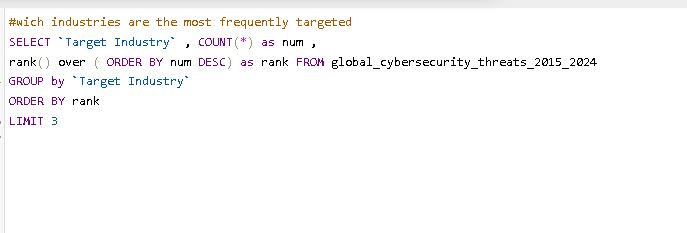 #wich industries are the most frequently targeted
SELECT `Target Industry` , COUNT(*) as num ,
rank() over ( ORDER BY num DESC) as rank FROM global_cybersecurity_threats_2015_2024
GROUP by `Target Industry`
ORDER BY rank
LIMIT 3